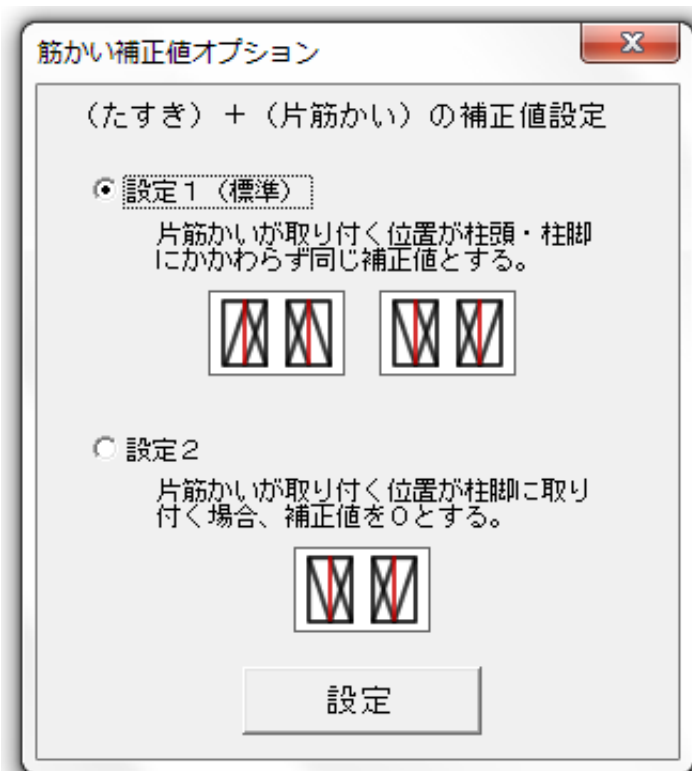 筋かい補正値オプション
（たすき）＋（片筋かい）の補正値設定
設定１（標準）
片筋かいが取り付く位置が柱頭・柱脚
にかかわらず同じ補正値とする。
設定２
片筋かいが取り付く位置が柱脚に取り
付く場合、補正値を０とする。
設定